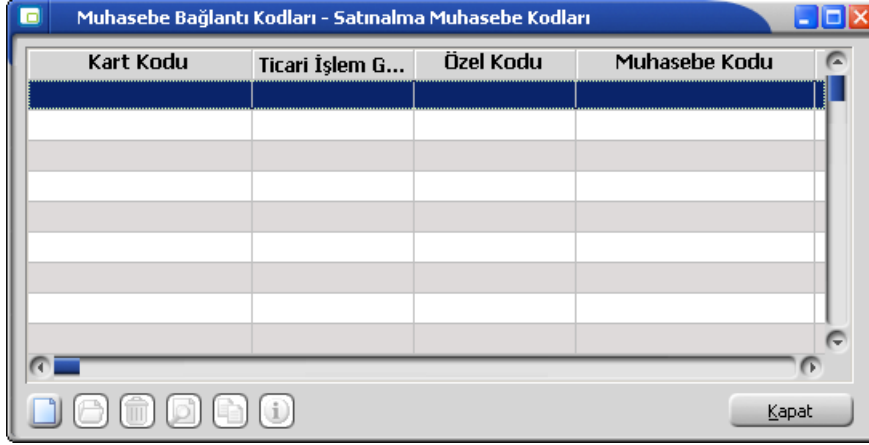 Muhasebe Bağlantı Kodları - Satınalma Muhasebe Kodları
Kart Kodu Ticari İşlem G... Özel Kodu Muhasebe Kodu
Kapat